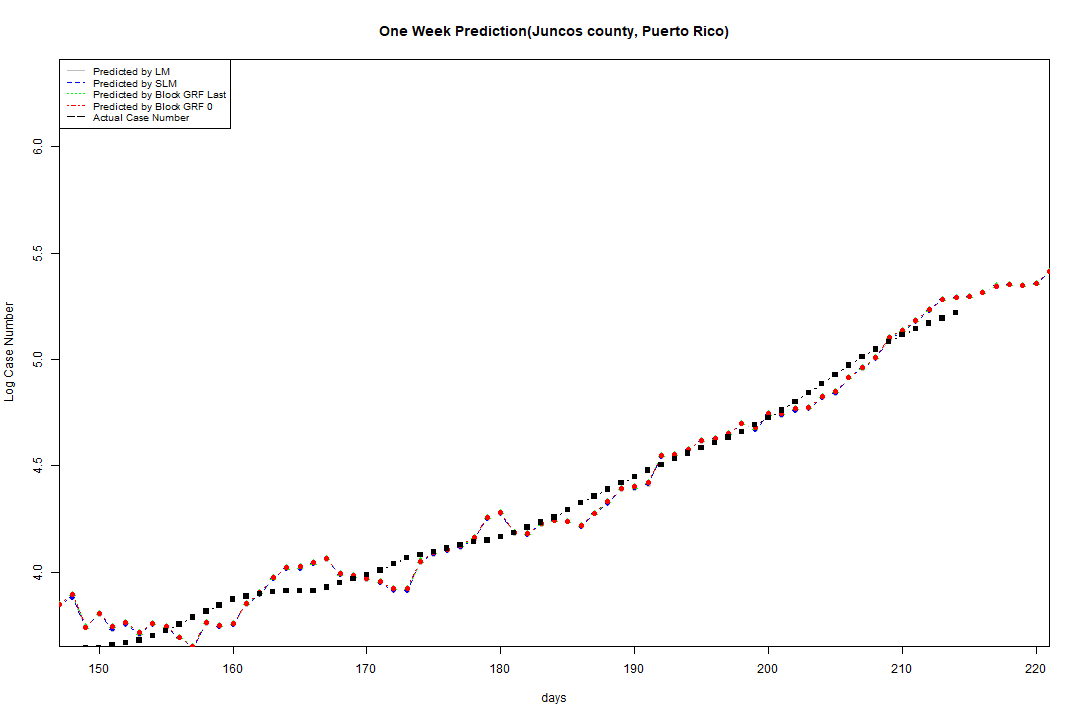 One Week Prediction(Juncos county, Puerto Rico)
Predicted by LM
Predicted by SLM
Predicted by Block GRF Last
Predicted by Block GRF 0
Actual Case Number
6.0
5.5
5.0
4.5
4.0
Log Case Number
150 160 170 180 190 200 210 220
days